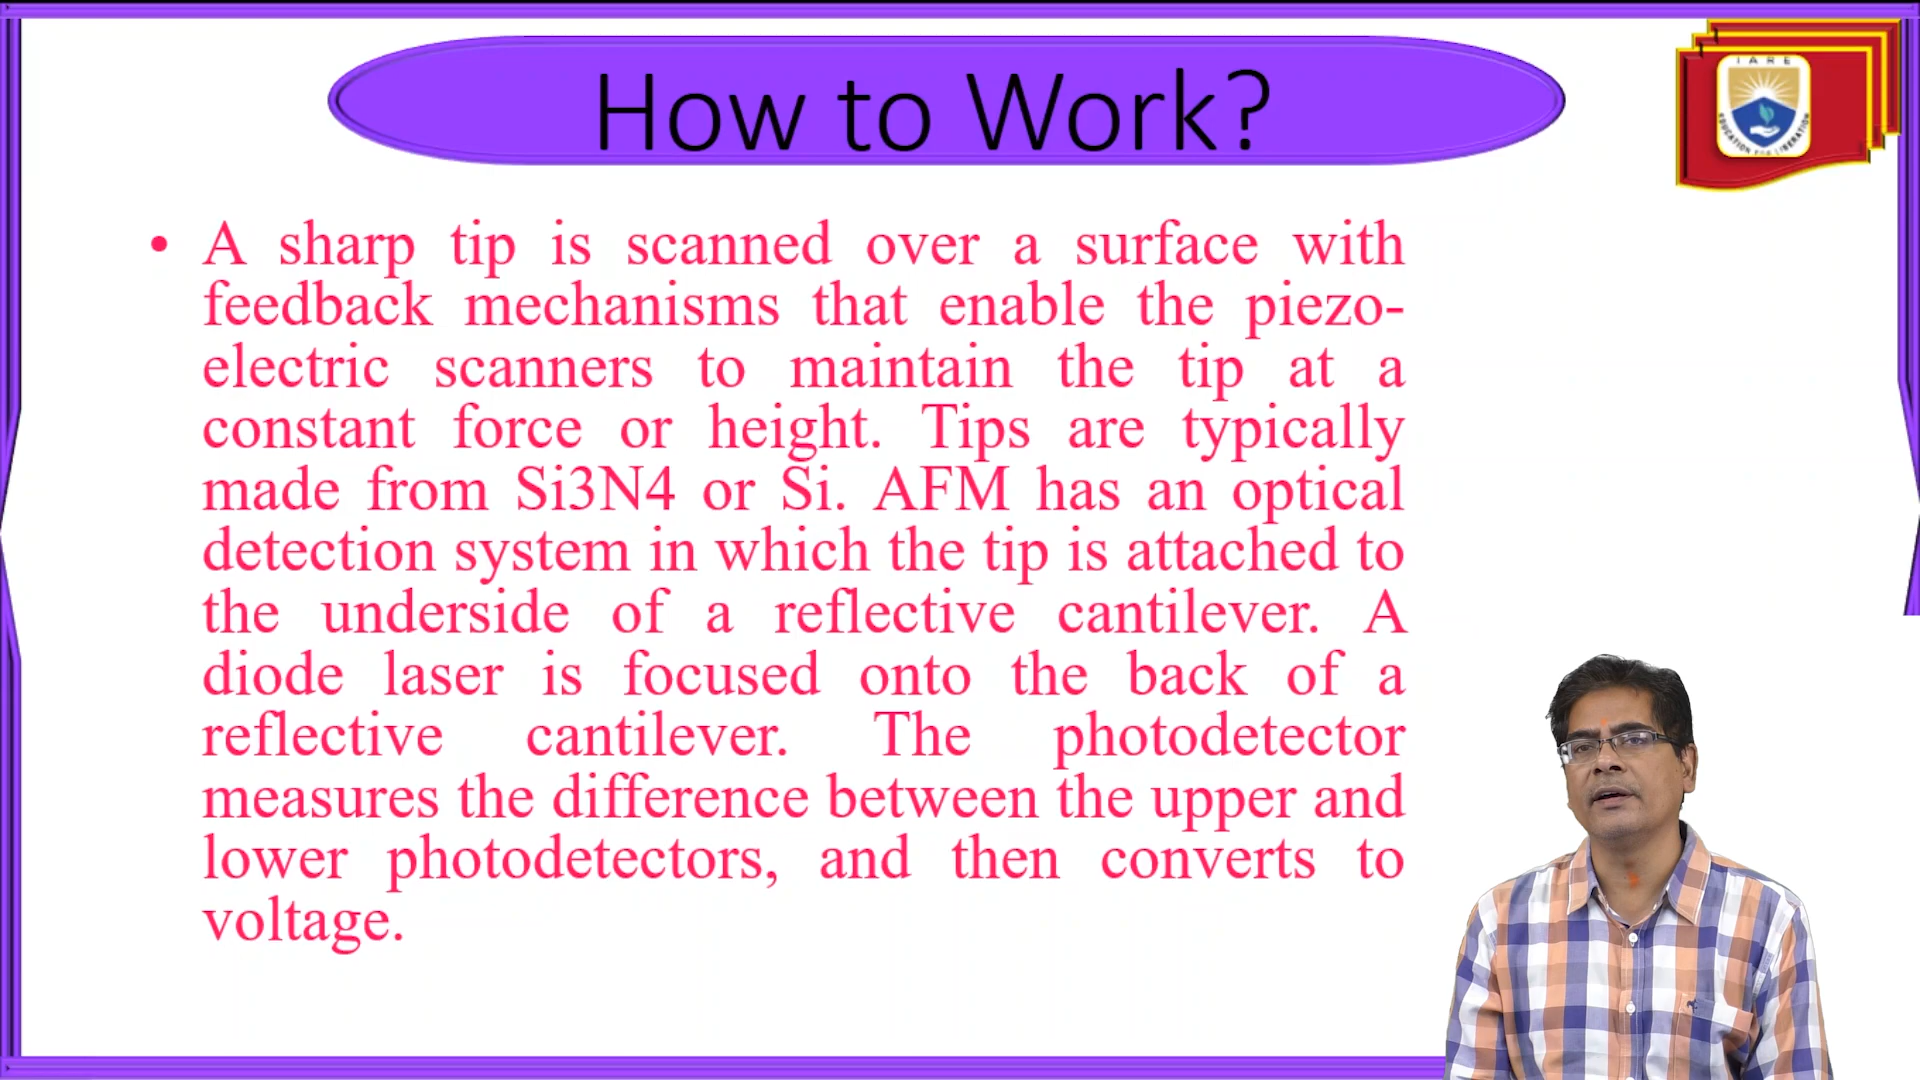 How to Work?
IARE
EDUCATION FOR LIBERATION
• A sharp tip is scanned over a surface with
feedback mechanisms that enable the piezo-
electric scanners to maintain the tip at a
constant force or height. Tips are typically
made from Si3N4 or Si. AFM has an optical
detection system in which the tip is attached to
the underside of a reflective cantilever. A
diode laser is focused onto the back of a
reflective cantilever. The photodetector
measures the difference between the upper and
lower photodetectors, and then converts to
voltage.